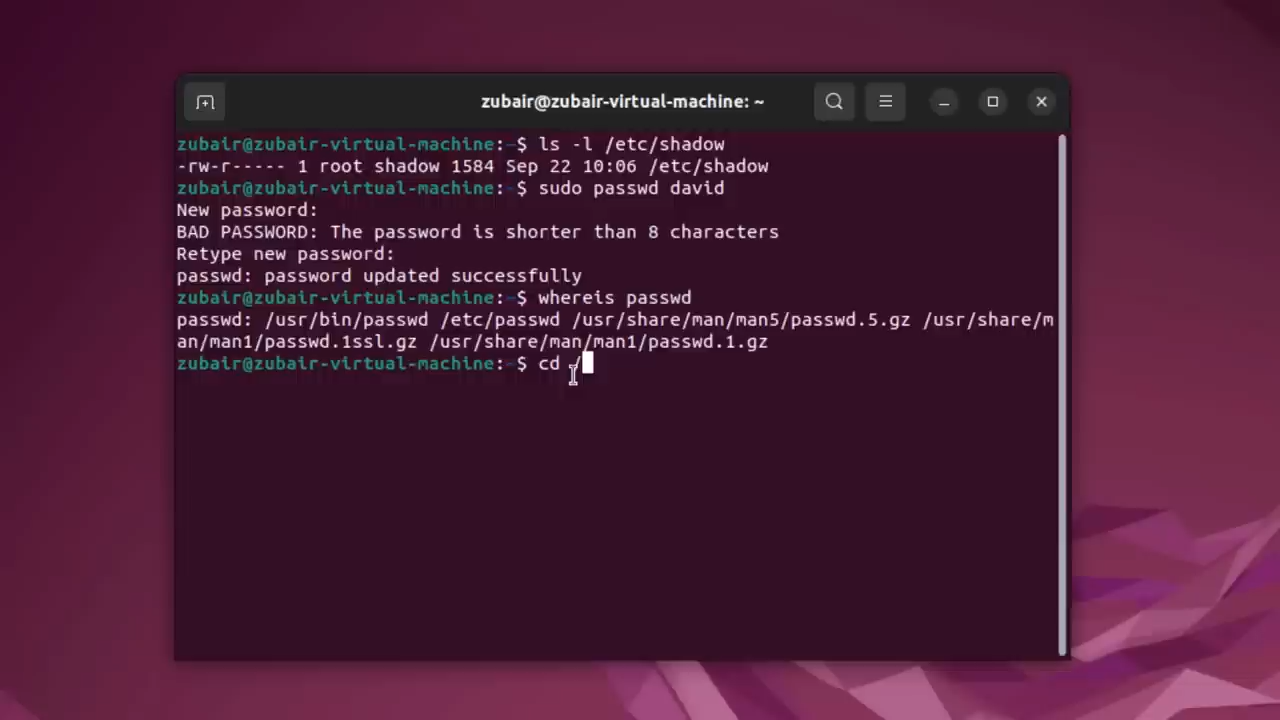 zubair@zubair-virtual-machine: ~
zubair@zubair-virtual-machine:~$ ls -l /etc/shadow
-rw-r----- 1 root shadow 1584 Sep 22 10:06 /etc/shadow
zubair@zubair-virtual-machine:~$ sudo passwd david
New password:
BAD PASSWORD: The password is shorter than 8 characters
Retype new password:
passwd: password updated successfully
zubair@zubair-virtual-machine:~$ whereis passwd
passwd: /usr/bin/passwd /etc/passwd /usr/share/man/man5/passwd.5.gz /usr/share/m
an/man1/passwd.1ssl.gz /usr/share/man/man1/passwd.1.gz
zubair@zubair-virtual-machine:~$ cd /